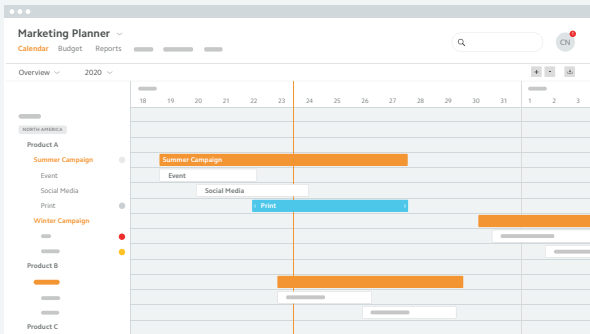 Marketing Planner
Calendar Budget Reports
CN
Overview 2020
+ -
18 19 20 21 22 23 24 25 26 27 28 29 30 31 1 2 3
NORTH AMERICA
Product A
Summer Campaign Summer Campaign
Event Event
Social Media Social Media
Print Print
Winter Campaign
Product B
Product C